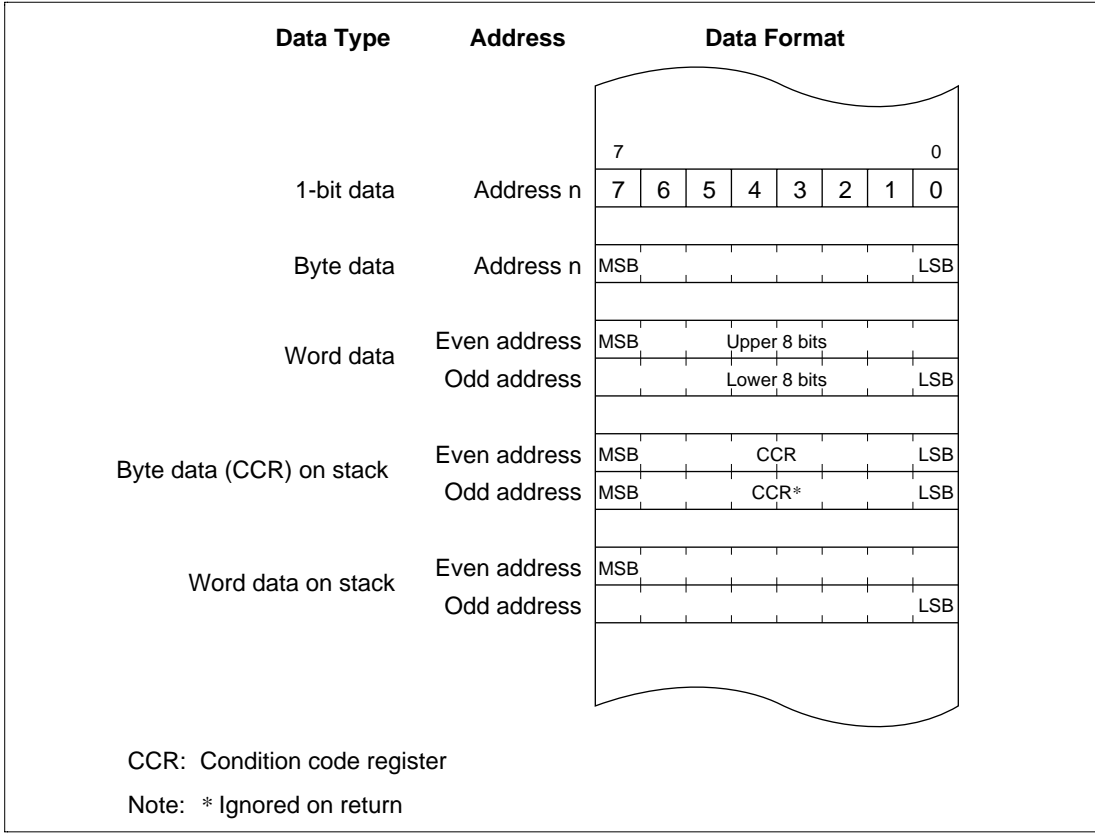 Data Type Address Data Format
7 0
1-bit data Address n 7 6 5 4 3 2 1 0
Byte data Address n MSB LSB
Word data
Even address MSB Upper 8 bits
Odd address Lower 8 bits LSB
Byte data (CCR) on stack
Even address MSB CCR LSB
Odd address MSB CCR* LSB
Word data on stack
Even address MSB
Odd address LSB
CCR: Condition code register
Note: * Ignored on return